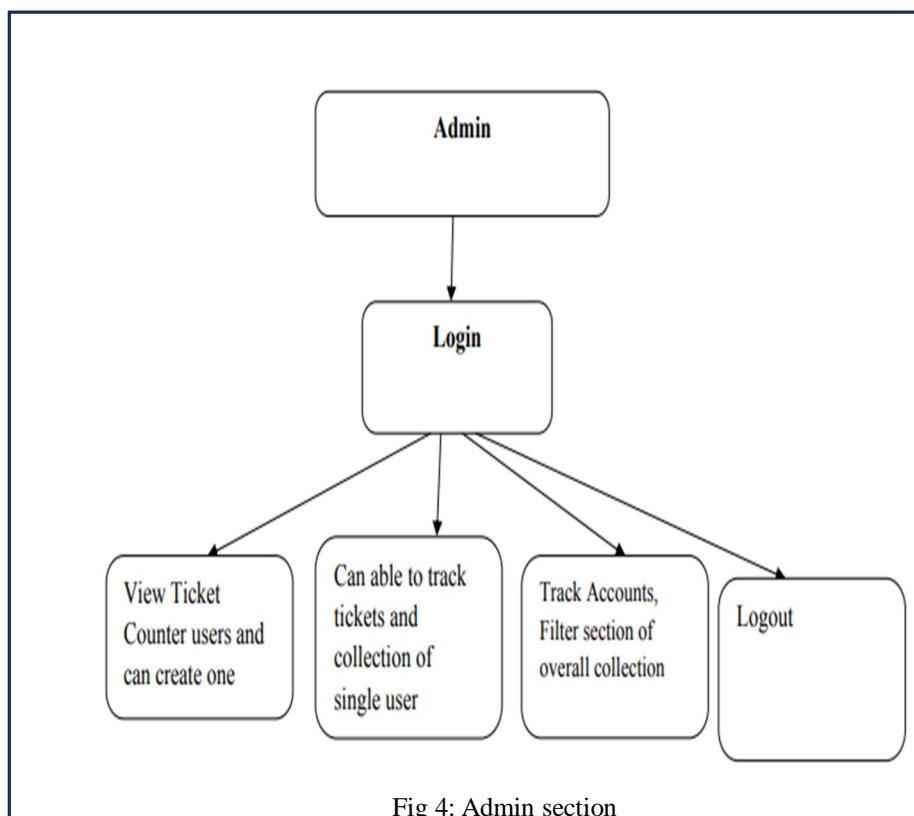 Admin
Login
View Ticket
Counter users and
can create one
Can able to track
tickets and
collection of
single user
Track Accounts,
Filter section of
overall collection
Logout
Fig 4: Admin section